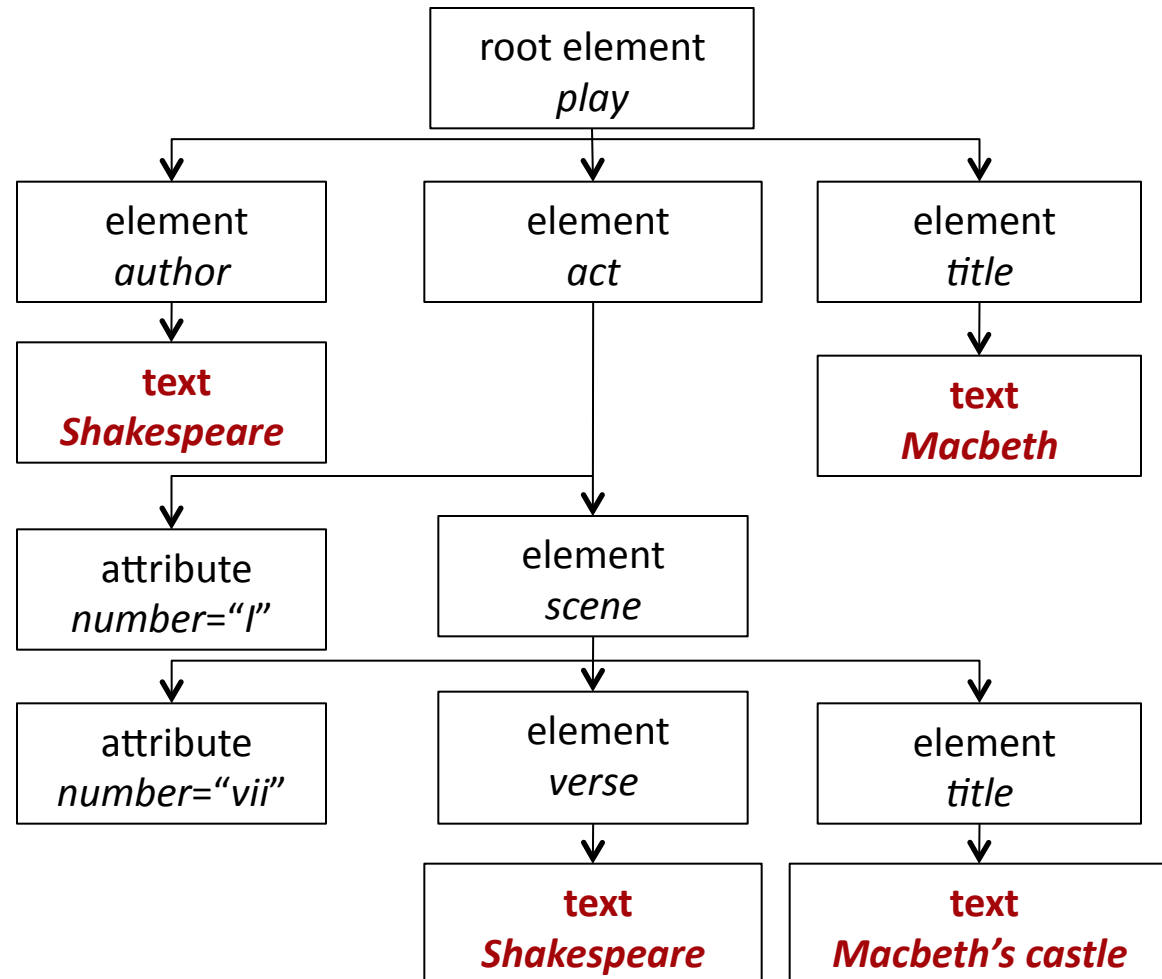 root element
play
element
author
element
act
element
title
text
Shakespeare
text
Macbeth
attribute
number=“I”
element
scene
attribute
number=“vii”
element
verse
element
title
text
Shakespeare
text
Macbeth’s castle